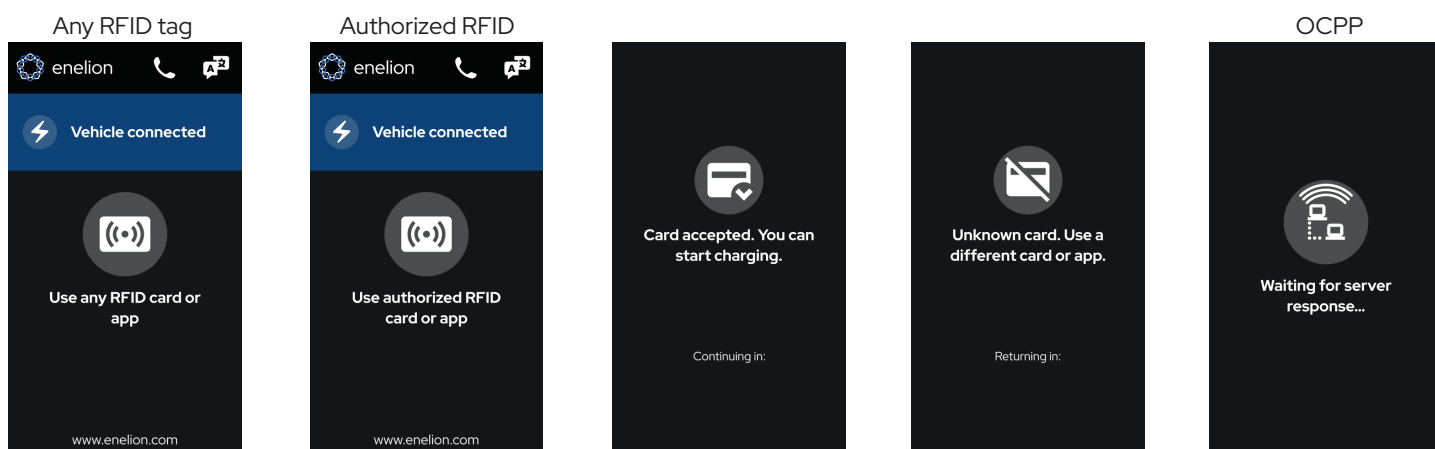 Any RFID tag
enelion
Vehicle connected
Use any RFID card or
app
www.enelion.com
Authorized RFID
enelion
Vehicle connected
Use authorized RFID
card or app
www.enelion.com
Card accepted. You can
start charging.
Continuing in:
Unknown card. Use a
different card or app.
Returning in:
OCPP
Waiting for server
response...